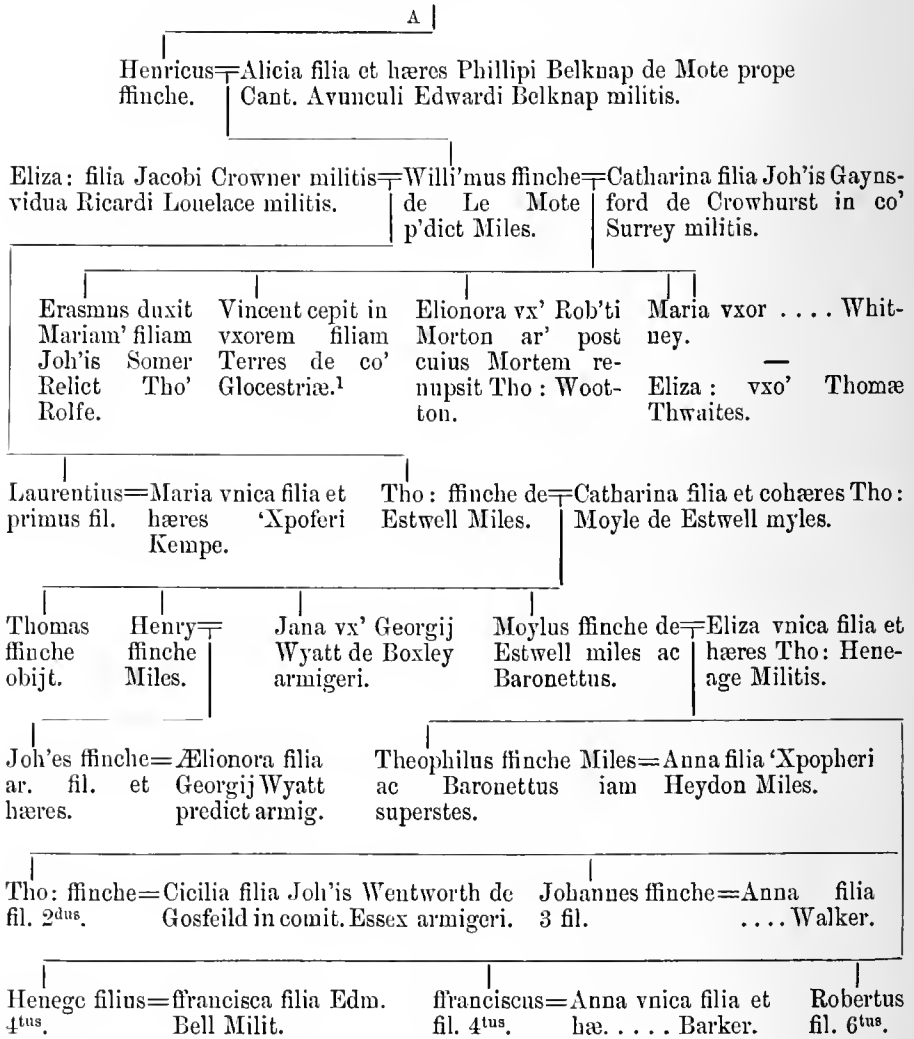 A
Henricus=Alicia filia et hæres Phillipi Belknap de Mote prope
ffinche. Cant. Avunculi Edwardi Belknap militis.
Eliza: filia Jacobi Crowner militis=Willi'mus ffinche=Catharina filia Joh'is Gayns-
vidua Ricardi Louelace militis. de Le Mote ford de Crowhurst in co'
p'dict Miles. Surrey militis.
Erasmus duxit Vincent cepit in Elionora vx' Rob'ti Maria vxor .... Whit-
Mariam' filiam vxorem filiam Morton ar' post ney.
Joh'is Somer Terres de co' cuius Mortem re-
Relict Tho' Glocestriæ.¹ nupsit Tho: Woot- Eliza: vxo' Thomæ
Rolfe. ton. Thwaites.
Laurentius=Maria vnica filia et Tho: ffinche de=Catharina filia et cohæres Tho:
primus fil. hæres 'Xpoferi Estwell Miles. Moyle de Estwell myles.
Kempe.
Thomas Henry= Jana vx' Georgij Moylus ffinche de=Eliza vnica filia et
ffinche ffinche Wyatt de Boxley Estwell miles ac hæres Tho: Hene-
obijt. Miles. armigeri. Baronettus. age Militis.
Joh'es ffinche=Ælionora filia Theophilus ffinche Miles=Anna filia 'Xpopheri
ar. fil. et Georgij Wyatt ac Baronettus iam Heydon Miles.
hæres. predict armig. superstes.
Tho: ffinche=Cicilia filia Joh'is Wentworth de Johannes ffinche=Anna filia
fil. 2dus. Gosfeild in comit. Essex armigeri. 3 fil. ....Walker.
Henege filius=ffrancisca filia Edm. ffranciscus=Anna vnica filia et Robertus
4tus. Bell Milit. fil. 4tus. hæ..... Barker. fil. 6tus.